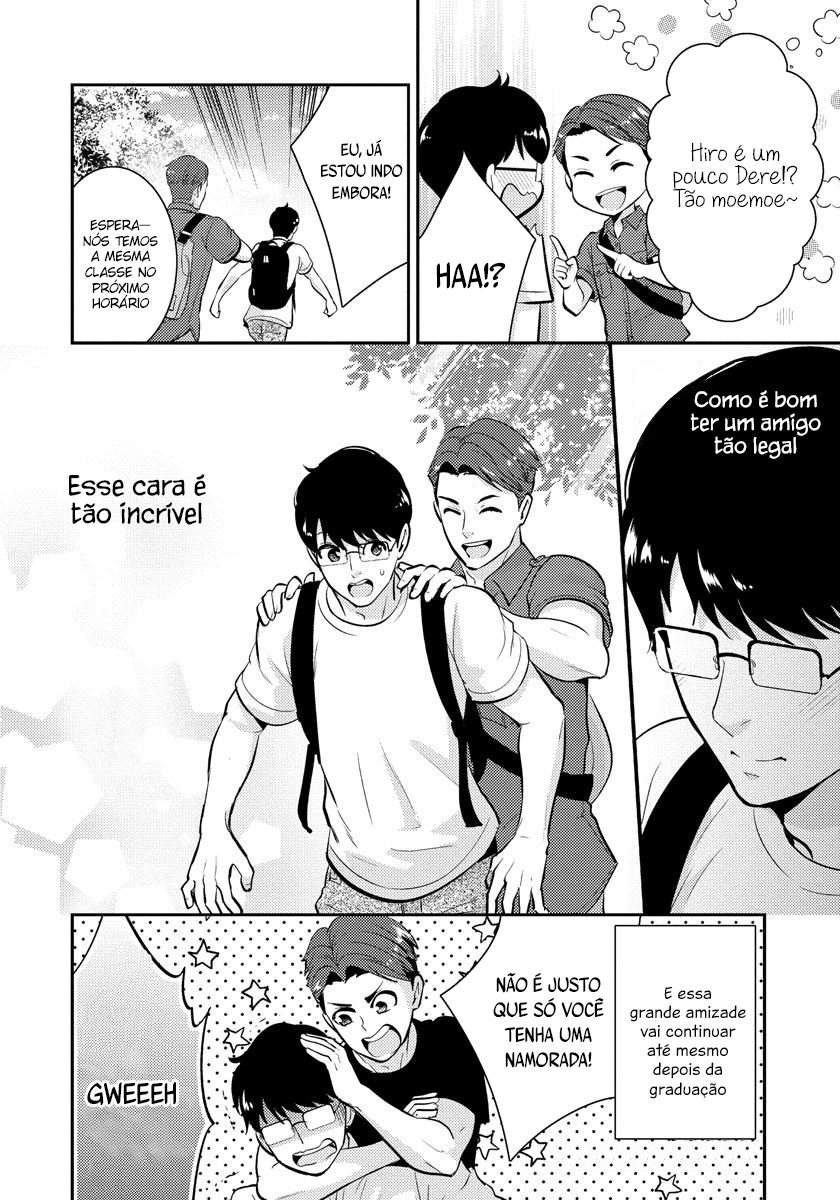 Hiro é um
pouco Dere!?
Tão moemoe~
HAA!?
EU, JÁ
ESTOU INDO
EMBORA!
ESPERA—
NÓS TEMOS
A MESMA
CLASSE NO
PRÓXIMO
HORÁRIO
Como é bom
ter um amigo
tão legal
Esse cara é
tão incrível
E essa
grande amizade
vai continuar
até mesmo
depois da
graduação
NÃO É JUSTO
QUE SÓ VOCÊ
TENHA UMA
NAMORADA!
GWEEEH